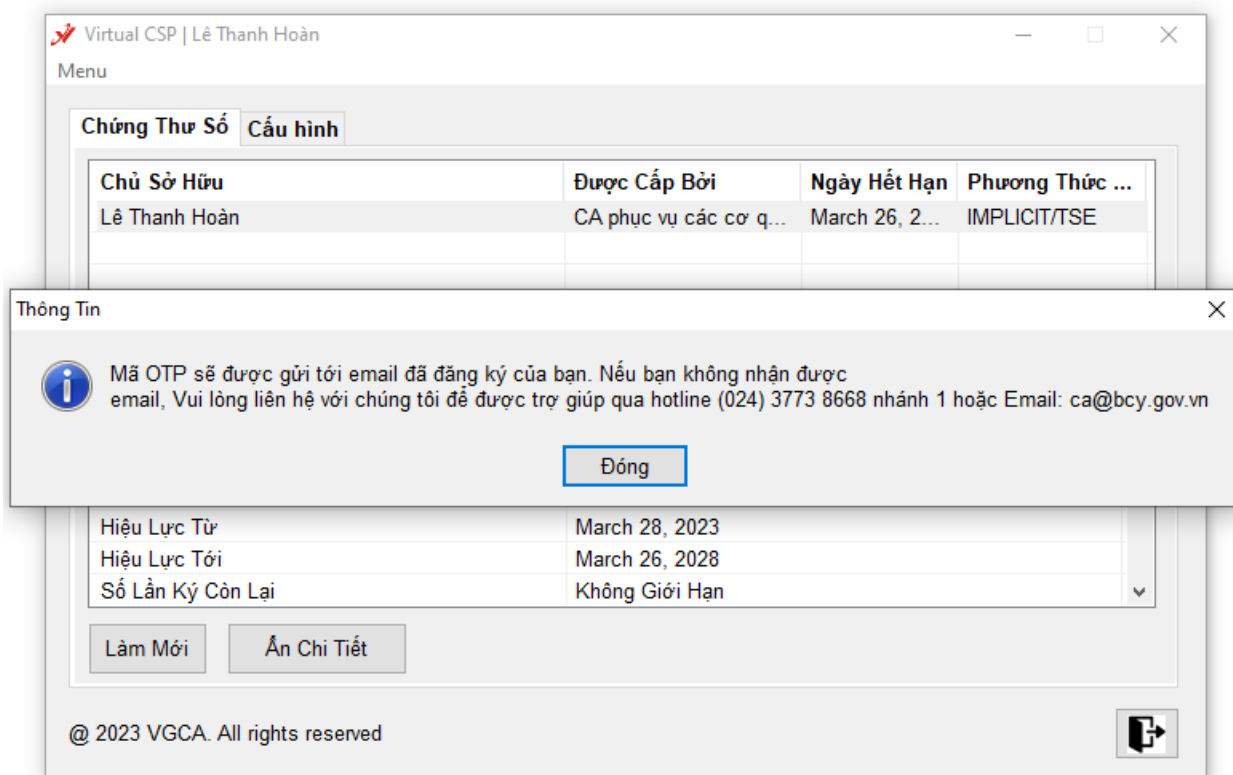 Virtual CSP | Lê Thanh Hoàn
Menu
Chứng Thư Số Cấu hình
Chủ Sở Hữu Được Cấp Bởi Ngày Hết Hạn Phương Thức ...
Lê Thanh Hoàn CA phục vụ các cơ q... March 26, 2... IMPLICIT/TSE
Thông Tin
Mã OTP sẽ được gửi tới email đã đăng ký của bạn. Nếu bạn không nhận được
email, Vui lòng liên hệ với chúng tôi để được trợ giúp qua hotline (024) 3773 8668 nhánh 1 hoặc Email: ca@bcy.gov.vn
Đóng
Hiệu Lực Từ March 28, 2023
Hiệu Lực Tới March 26, 2028
Số Lần Ký Còn Lại Không Giới Hạn
Làm Mới Ẩn Chi Tiết
@ 2023 VGCA. All rights reserved